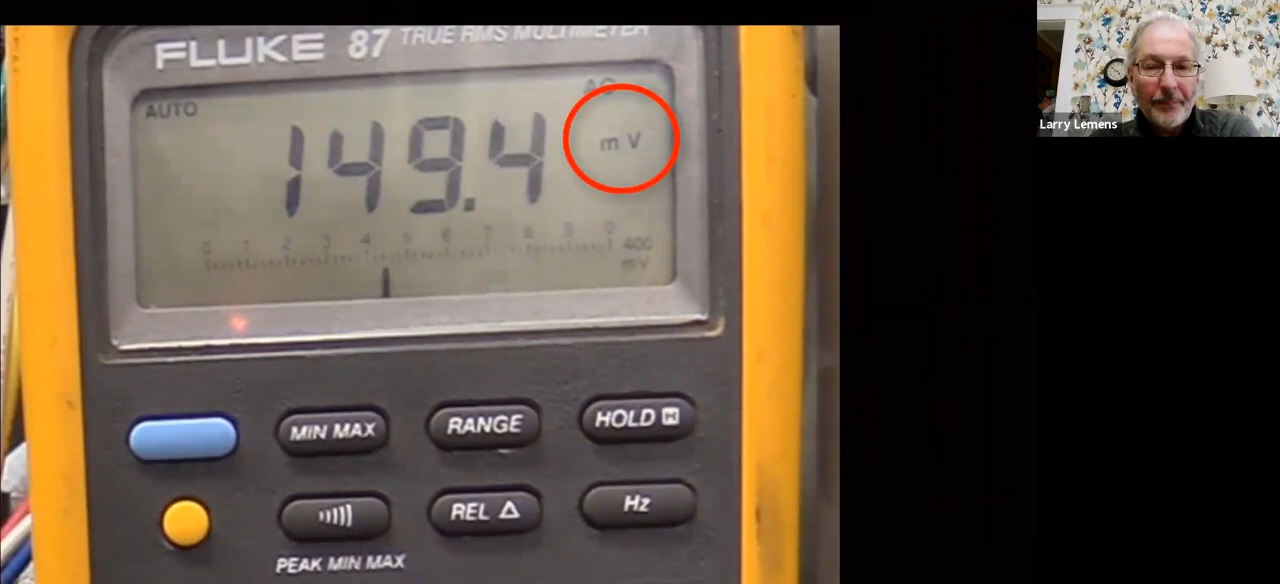 FLUKE 87 TRUE RMS MULTIMETER
AUTO
AC
149.4
m V
0 1 2 3 4 5 6 7 8 9 0
400
mV
MIN MAX
RANGE
HOLD H
REL Δ
Hz
PEAK MIN MAX
Larry Lemens